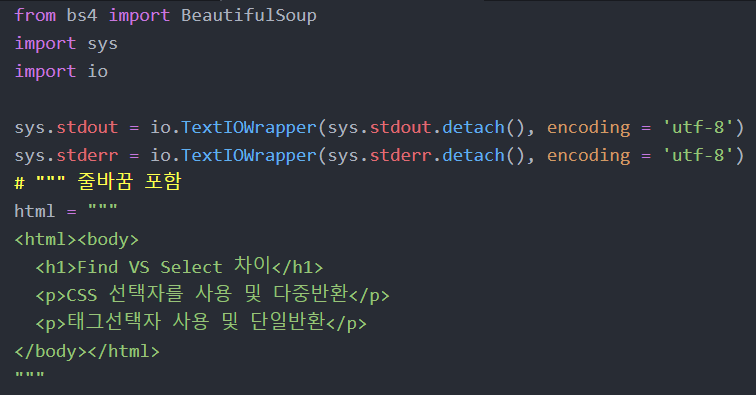 from bs4 import BeautifulSoup
import sys
import io

sys.stdout = io.TextIOWrapper(sys.stdout.detach(), encoding = 'utf-8')
sys.stderr = io.TextIOWrapper(sys.stderr.detach(), encoding = 'utf-8')
# """ 줄바꿈 포함
html = """
<html><body>
  <h1>Find VS Select 차이</h1>
  <p>CSS 선택자를 사용 및 다중반환</p>
  <p>태그선택자 사용 및 단일반환</p>
</body></html>
"""